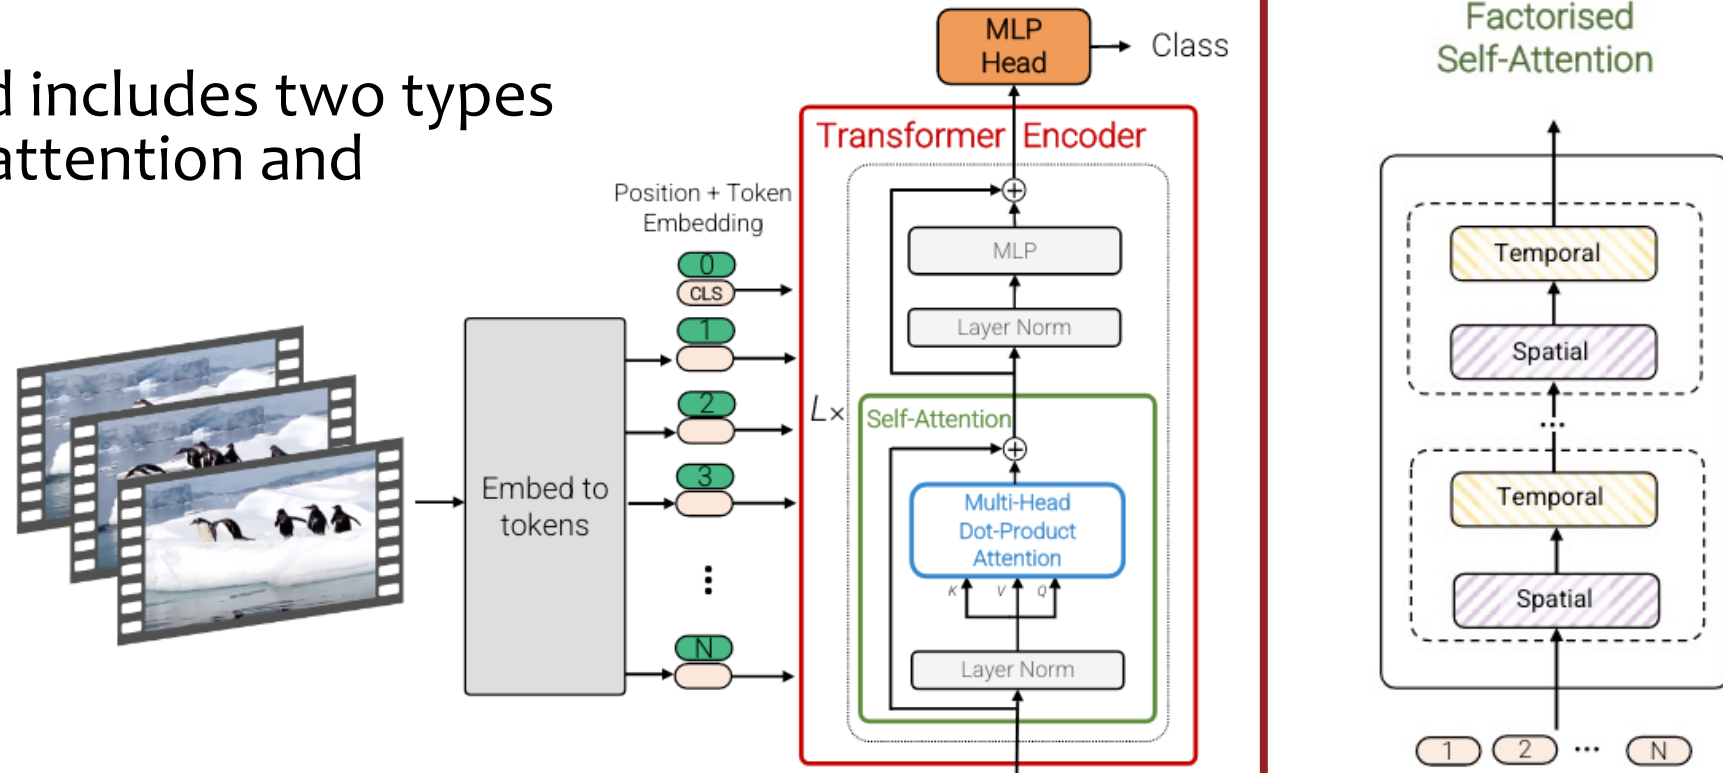 d includes two types
attention and
Position + Token
Embedding
0
CLS
1
2
3
N
Embed to
tokens
MLP
Head
Class
Transformer Encoder
MLP
Layer Norm
L×
Self-Attention
Multi-Head
Dot-Product
Attention
K V Q
Layer Norm
Factorised
Self-Attention
Temporal
Spatial
...
Temporal
Spatial
1 2 ... N